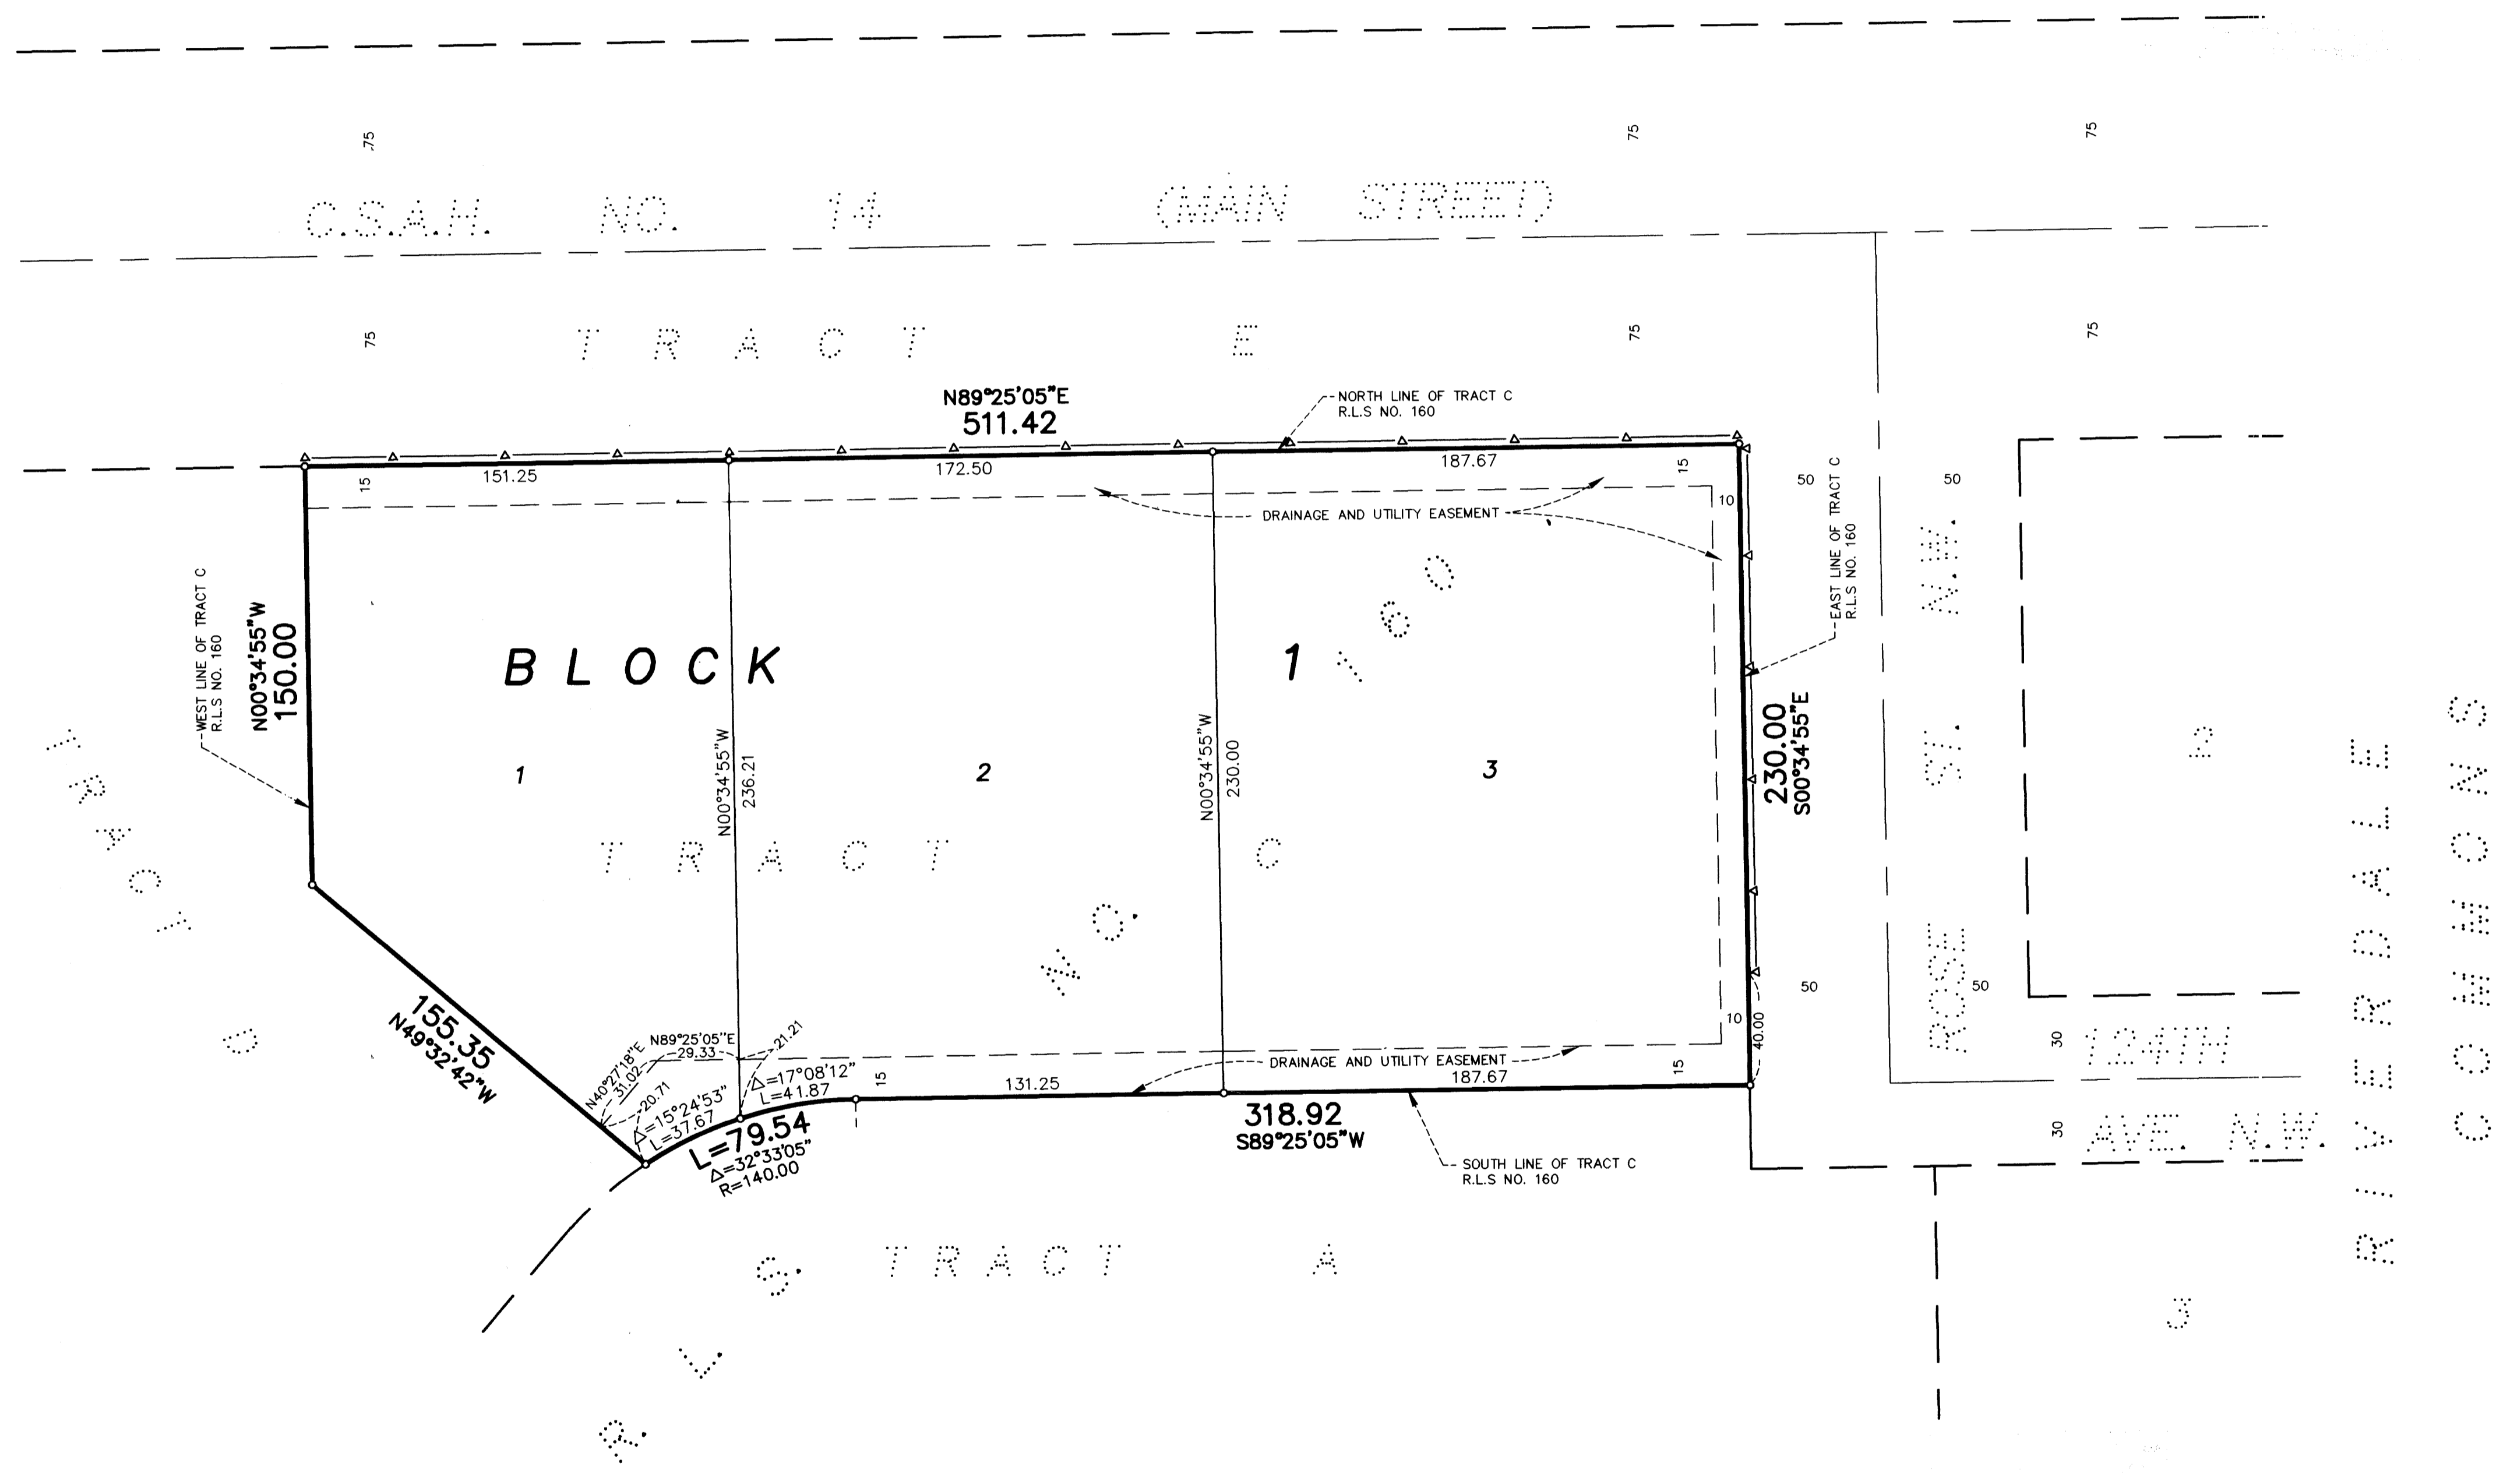 75
75
75
C.S.A.H. NO. 14 (MAIN STREET)
75
75
75
TRACT E
N89°25'05"E
511.42
NORTH LINE OF TRACT C
R.L.S NO. 160
151.25
172.50
187.67
15
15
10
50
50
DRAINAGE AND UTILITY EASEMENT
WEST LINE OF TRACT C
R.L.S NO. 160
N00°34'55"W
150.00
EAST LINE OF TRACT C
R.L.S NO. 160
BLOCK 1
1
2
3
N00°34'55"W
236.21
N00°34'55"W
230.00
230.00
S00°34'55"E
TRACT C
TRACT D
155.35
N49°32'42"W
N40°27'18"E
31.02
N89°25'05"E
29.33
21.21
20.71
Δ=15°24'53"
L=37.67
Δ=17°08'12"
L=41.87
L=79.54
Δ=32°33'05"
R=140.00
15
131.25
DRAINAGE AND UTILITY EASEMENT
187.67
15
10
40.00
318.92
S89°25'05"W
SOUTH LINE OF TRACT C
R.L.S NO. 160
50
50
ROSE ST. N.W.
30
124TH
30
AVE. N.W.
2
3
RIVERDALE
COMMONS
TRACT A
R.L.S. NO. 160